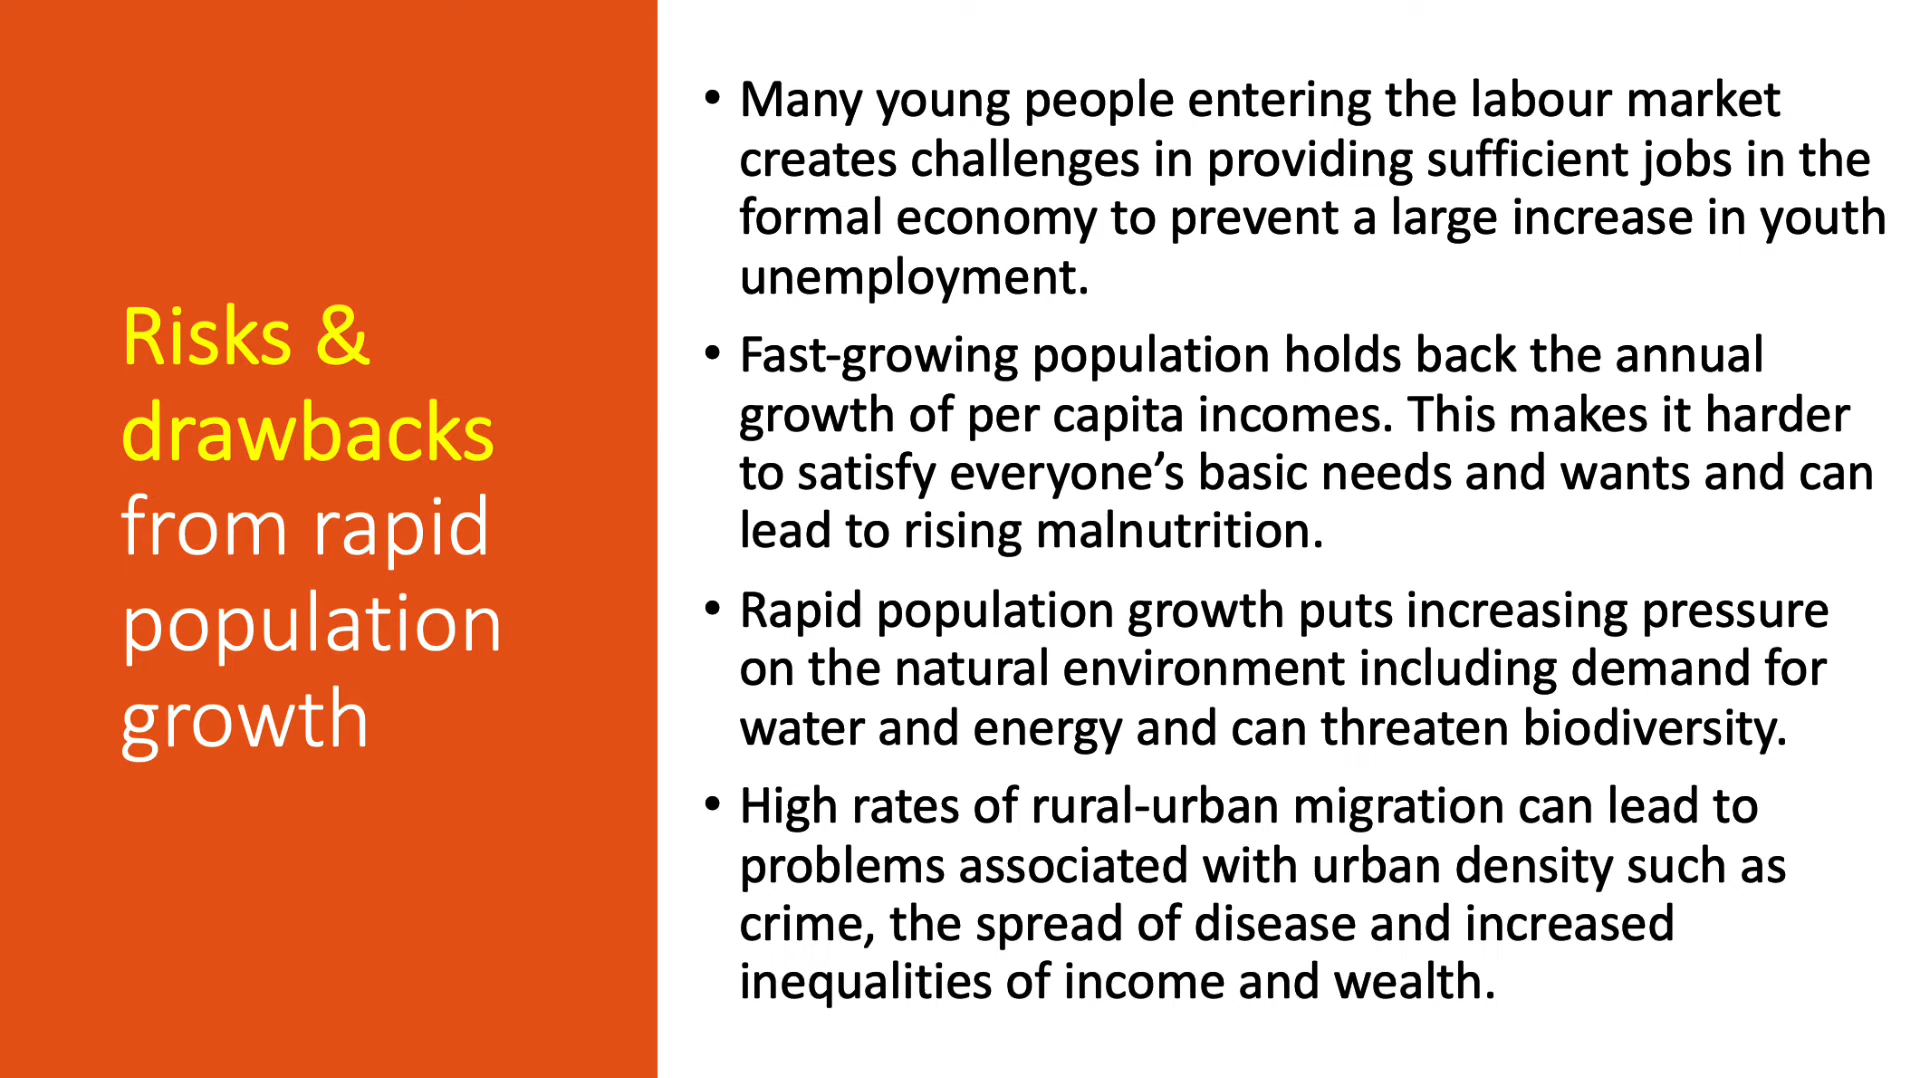 Risks &
drawbacks
from rapid
population
growth
• Many young people entering the labour market
creates challenges in providing sufficient jobs in the
formal economy to prevent a large increase in youth
unemployment.
• Fast-growing population holds back the annual
growth of per capita incomes. This makes it harder
to satisfy everyone’s basic needs and wants and can
lead to rising malnutrition.
• Rapid population growth puts increasing pressure
on the natural environment including demand for
water and energy and can threaten biodiversity.
• High rates of rural-urban migration can lead to
problems associated with urban density such as
crime, the spread of disease and increased
inequalities of income and wealth.